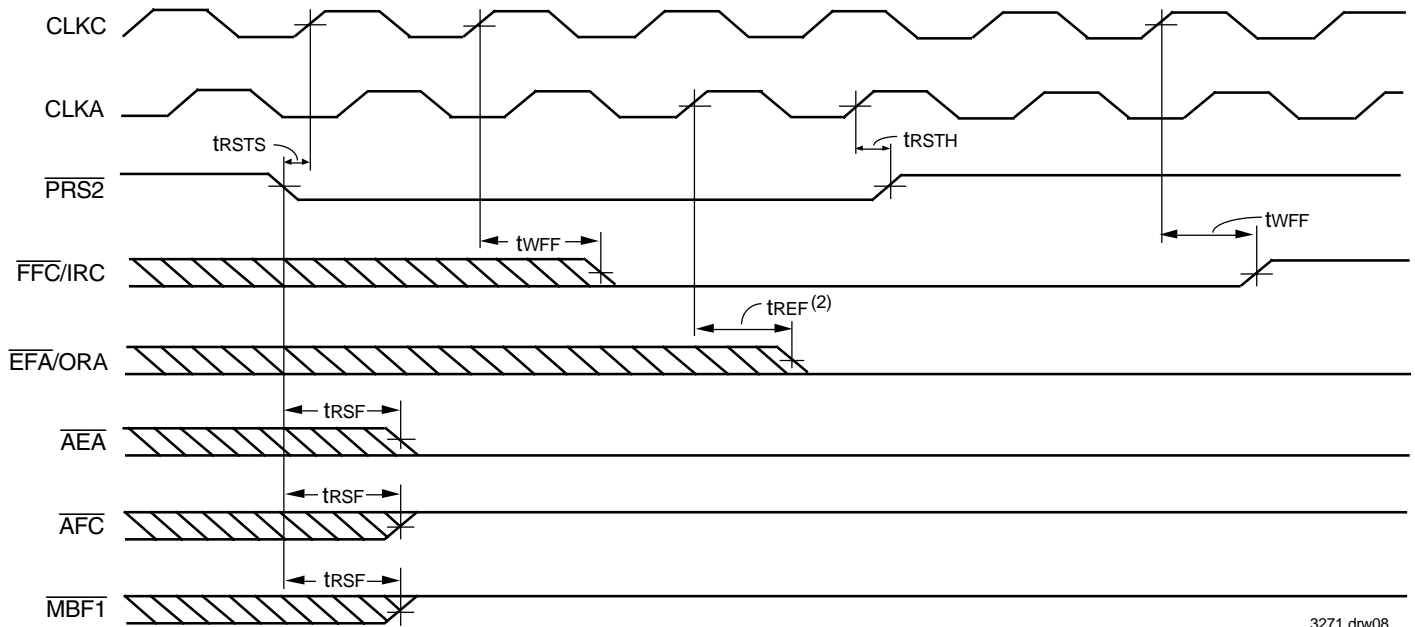 CLKC
CLKA
tRSTS
tRSTH
PRS2
tWFF
tWFF
FFC/IRC
tREF(2)
EFA/ORA
tRSF
AEA
tRSF
AFC
tRSF
MBF1
3271 drw08